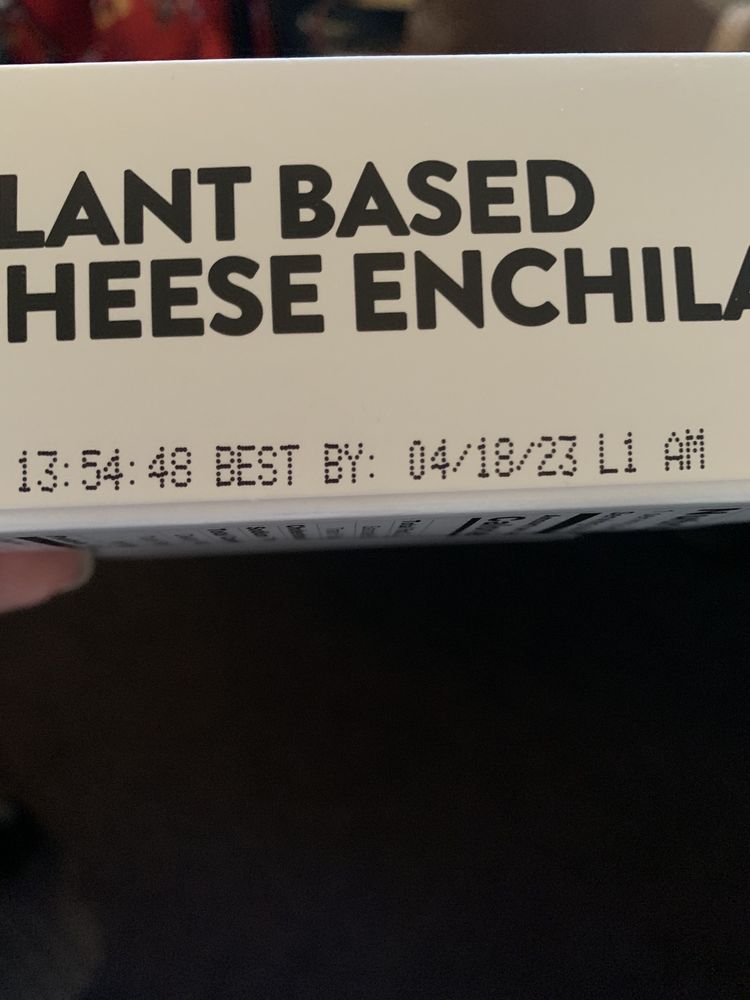 LANT BASED
HEESE ENCHILA
13:54:48 BEST BY: 04/18/23 L1 AM